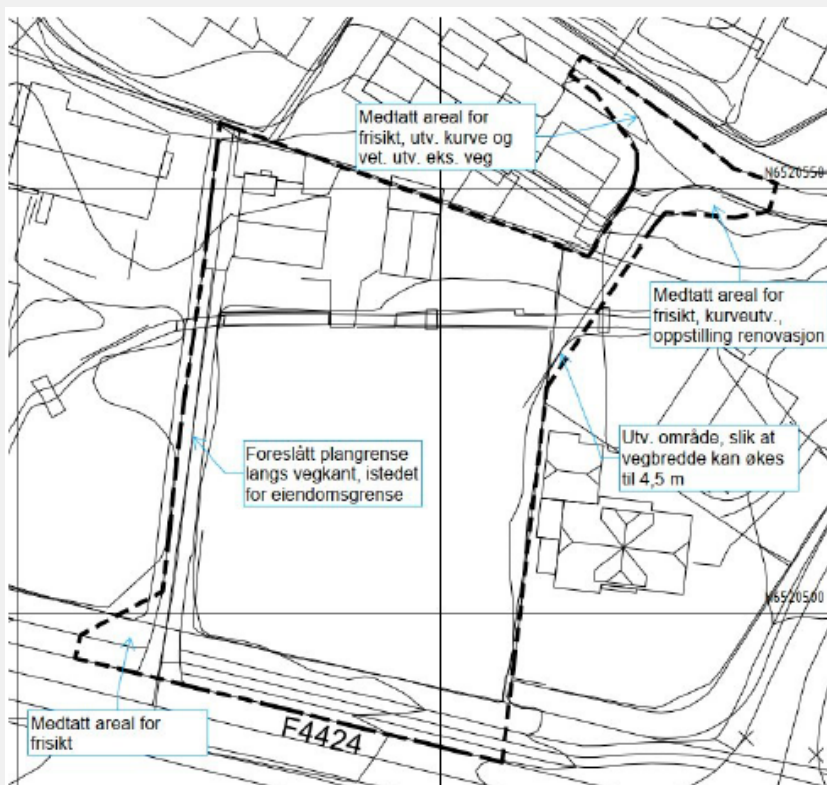 Medtatt areal for
frisikt, utv. kurve og
vet. utv. eks. veg
N6520550
Medtatt areal for
frisikt, kurveutv.,
oppstilling renovasjon
Utv. område, slik at
vegbredde kan økes
til 4,5 m
Foreslått plangrense
langs vegkant, istedet
for eiendomsgrense
N6520500
Medtatt areal for
frisikt
F4424